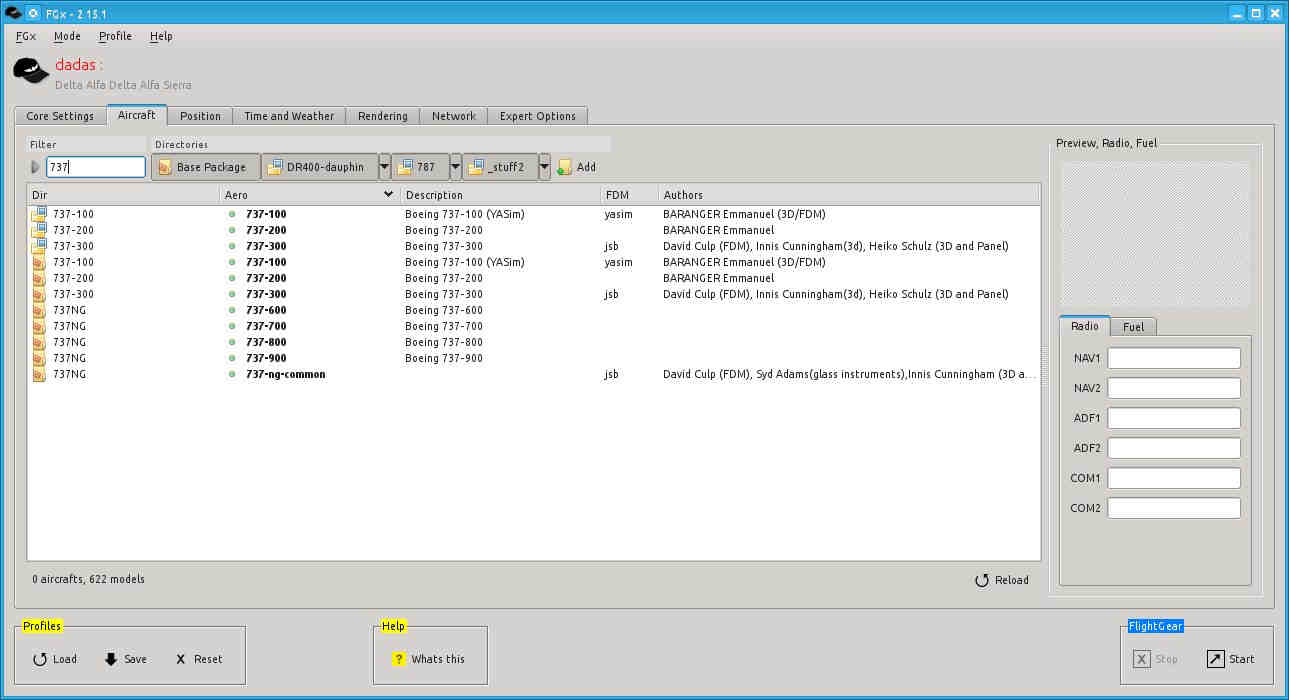 FGx - 2 15.1
FGx Mode Profile Help
dadas :
Delta Alfa Delta Alfa Sierra
Core Settings Aircraft Position Time and Weather Rendering Network Expert Options
Filter Directories
737 Base Package DR400-dauphin 787 _stuff2 Add
Dir Aero Description FDM Authors
737-100 737-100 Boeing 737-100 (YASim) yasim BARANGER Emmanuel (3D/FDM)
737-200 737-200 Boeing 737-200 BARANGER Emmanuel
737-300 737-300 Boeing 737-300 jsb David Culp (FDM), Innis Cunningham(3d), Heiko Schulz (3D and Panel)
737-100 737-100 Boeing 737-100 (YASim) yasim BARANGER Emmanuel (3D/FDM)
737-200 737-200 Boeing 737-200 BARANGER Emmanuel
737-300 737-300 Boeing 737-300 jsb David Culp (FDM), Innis Cunningham(3d), Heiko Schulz (3D and Panel)
737NG 737-600 Boeing 737-600
737NG 737-700 Boeing 737-700
737NG 737-800 Boeing 737-800
737NG 737-900 Boeing 737-900
737NG 737-ng-common jsb David Culp (FDM), Syd Adams(glass instruments),Innis Cunningham (3D a...
0 aircrafts, 622 models Reload
Preview, Radio, Fuel
Radio Fuel
NAV1
NAV2
ADF1
ADF2
COM1
COM2
Profiles
Load Save X Reset
Help
? Whats this
FlightGear
X Stop Start